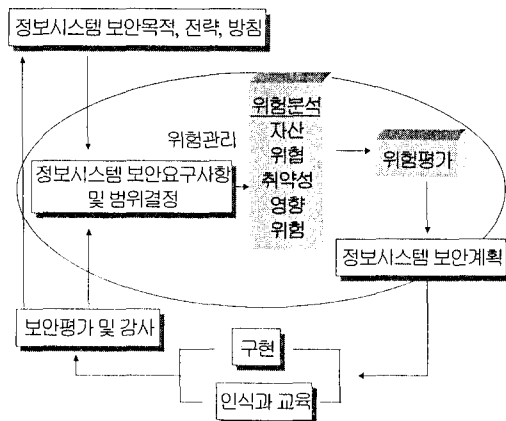 정보시스템 보안목적, 전략, 방침
위험관리
정보시스템 보안요구사항
및 범위결정
위험분석
자산
위협
취약성
영향
위험
위험평가
정보시스템 보안계획
보안평가 및 감사
구현
인식과 교육